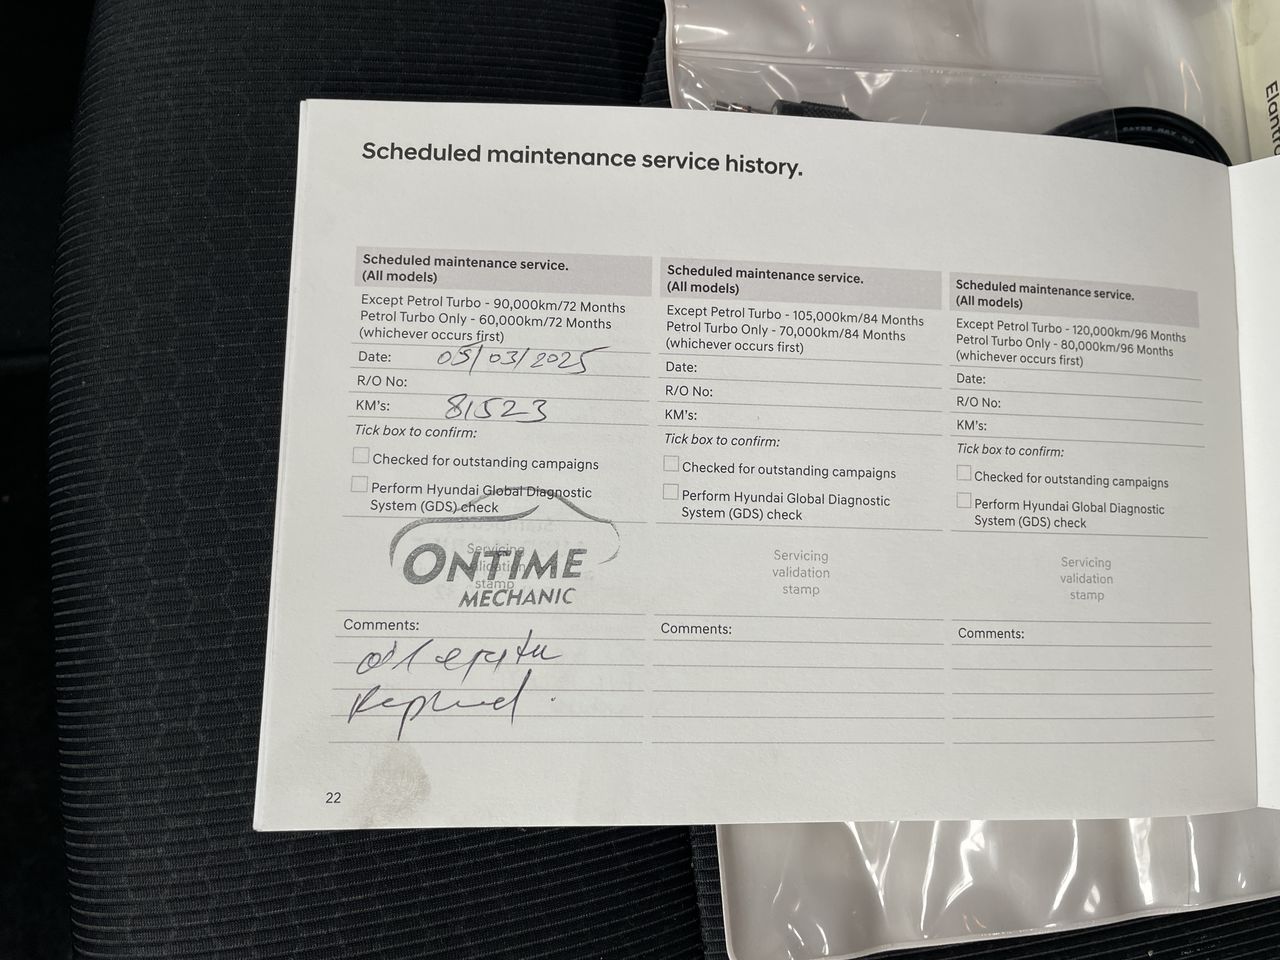 Elantra
Scheduled maintenance service history.
Scheduled maintenance service.
(All models)
Except Petrol Turbo - 90,000km/72 Months
Petrol Turbo Only - 60,000km/72 Months
(whichever occurs first)
Date: 05/03/2025
R/O No:
KM's: 81523
Tick box to confirm:
Checked for outstanding campaigns
Perform Hyundai Global Diagnostic
System (GDS) check
Servicing
validation
stamp
ONTIME
MECHANIC
Comments:
oil
Scheduled maintenance service.
(All models)
Except Petrol Turbo - 105,000km/84 Months
Petrol Turbo Only - 70,000km/84 Months
(whichever occurs first)
Date:
R/O No:
KM's:
Tick box to confirm:
Checked for outstanding campaigns
Perform Hyundai Global Diagnostic
System (GDS) check
Servicing
validation
stamp
Comments:
Scheduled maintenance service.
(All models)
Except Petrol Turbo - 120,000km/96 Months
Petrol Turbo Only - 80,000km/96 Months
(whichever occurs first)
Date:
R/O No:
KM's:
Tick box to confirm:
Checked for outstanding campaigns
Perform Hyundai Global Diagnostic
System (GDS) check
Servicing
validation
stamp
Comments:
22